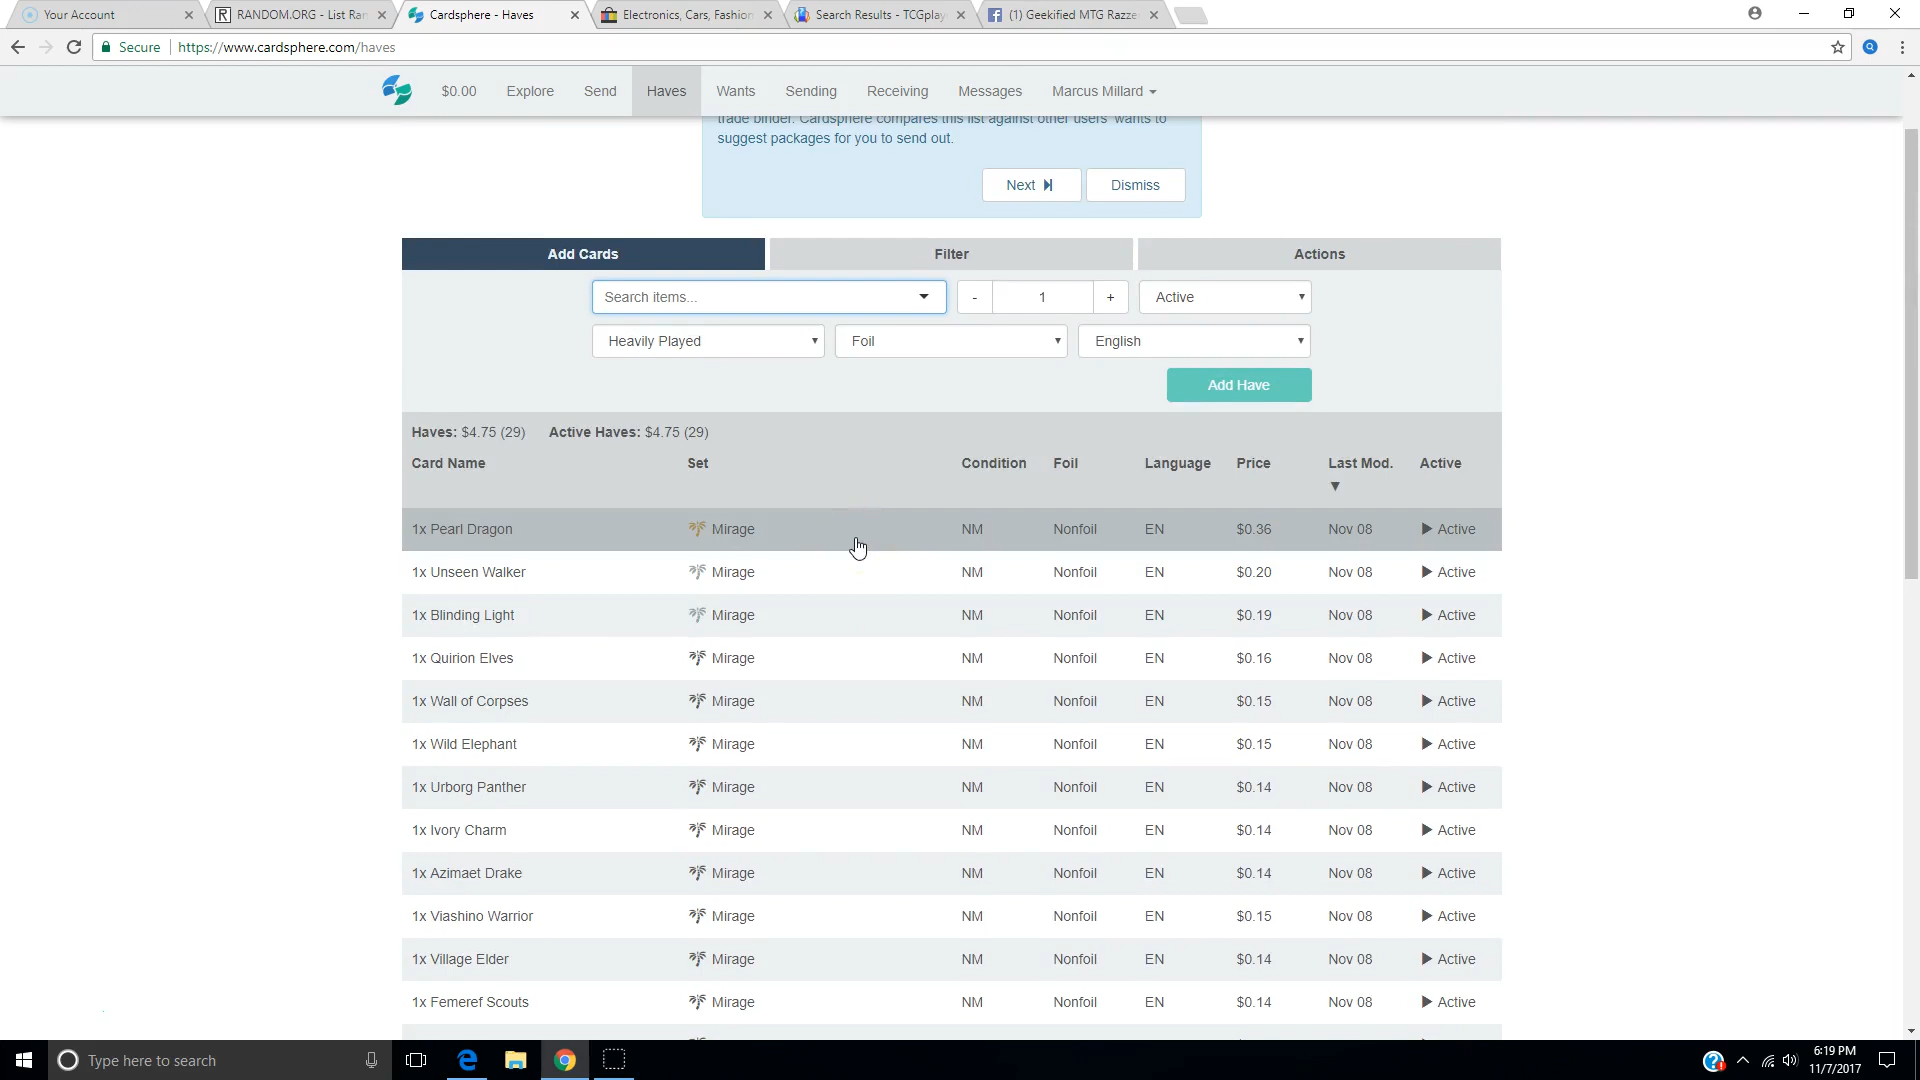 Your Account
RANDOM.ORG - List Ran
Cardsphere - Haves
Electronics, Cars, Fashion
Search Results - TCGplay
(1) Geekified MTG Razze
Secure https://www.cardsphere.com/haves
$0.00 Explore Send Haves Wants Sending Receiving Messages Marcus Millard
trade binder. Cardsphere compares this list against other users' wants to
suggest packages for you to send out.
Next Dismiss
Add Cards Filter Actions
Search items... - 1 + Active
Heavily Played Foil English
Add Have
Haves: $4.75 (29) Active Haves: $4.75 (29)
Card Name Set Condition Foil Language Price Last Mod. ▼ Active
1x Pearl Dragon Mirage NM Nonfoil EN $0.36 Nov 08 Active
1x Unseen Walker Mirage NM Nonfoil EN $0.20 Nov 08 Active
1x Blinding Light Mirage NM Nonfoil EN $0.19 Nov 08 Active
1x Quirion Elves Mirage NM Nonfoil EN $0.16 Nov 08 Active
1x Wall of Corpses Mirage NM Nonfoil EN $0.15 Nov 08 Active
1x Wild Elephant Mirage NM Nonfoil EN $0.15 Nov 08 Active
1x Urborg Panther Mirage NM Nonfoil EN $0.14 Nov 08 Active
1x Ivory Charm Mirage NM Nonfoil EN $0.14 Nov 08 Active
1x Azimaet Drake Mirage NM Nonfoil EN $0.14 Nov 08 Active
1x Viashino Warrior Mirage NM Nonfoil EN $0.15 Nov 08 Active
1x Village Elder Mirage NM Nonfoil EN $0.14 Nov 08 Active
1x Femeref Scouts Mirage NM Nonfoil EN $0.14 Nov 08 Active
Type here to search
6:19 PM
11/7/2017